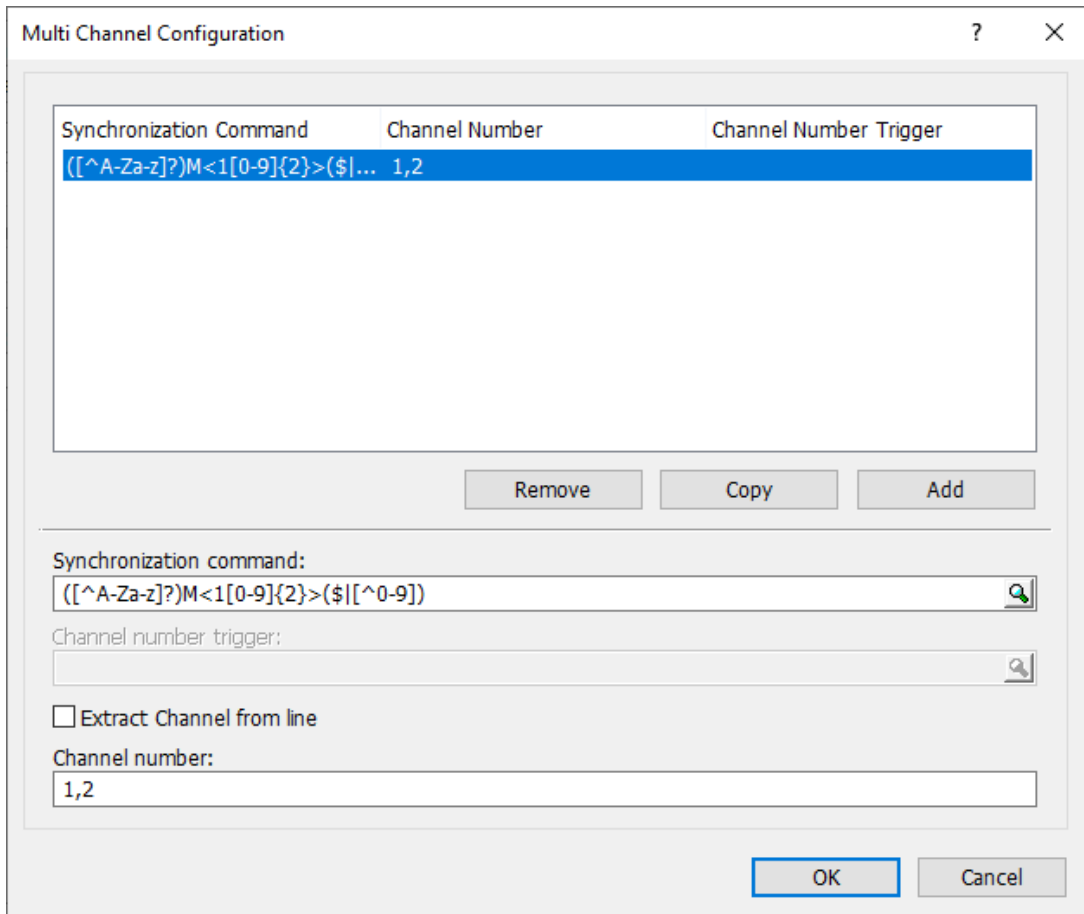 Multi Channel Configuration ?
Synchronization Command Channel Number Channel Number Trigger
([^A-Za-z]?)M<1[0-9]{2}>($|... 1,2
Remove Copy Add
Synchronization command:
([^A-Za-z]?)M<1[0-9]{2}>($|[^0-9])
Channel number trigger:
Extract Channel from line
Channel number:
1,2
OK Cancel